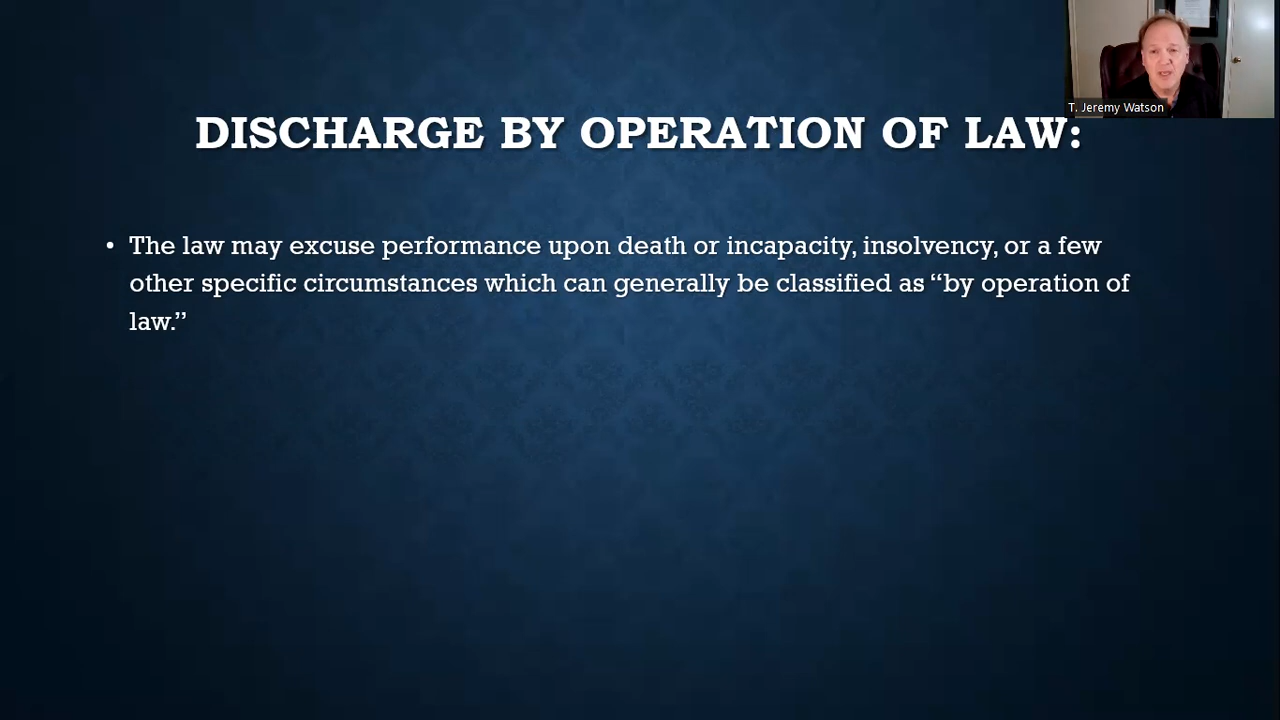 T. Jeremy Watson
DISCHARGE BY OPERATION OF LAW:
• The law may excuse performance upon death or incapacity, insolvency, or a few
other specific circumstances which can generally be classified as “by operation of
law.”